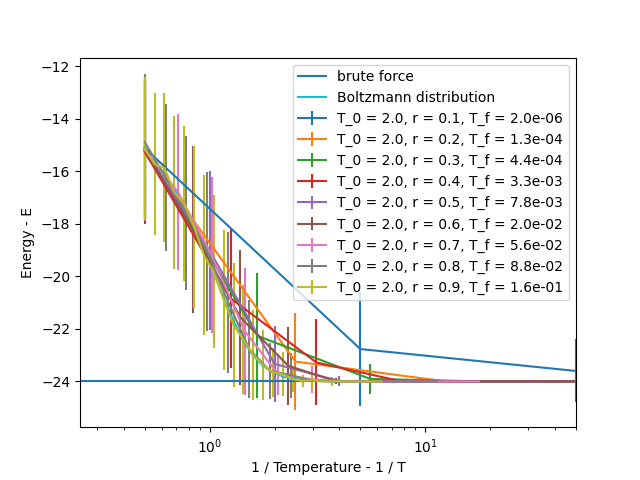 −12
−14
−16
−18
−20
−22
−24
Energy - E
10⁰
10¹
1 / Temperature - 1 / T
brute force
Boltzmann distribution
T_0 = 2.0, r = 0.1, T_f = 2.0e-06
T_0 = 2.0, r = 0.2, T_f = 1.3e-04
T_0 = 2.0, r = 0.3, T_f = 4.4e-04
T_0 = 2.0, r = 0.4, T_f = 3.3e-03
T_0 = 2.0, r = 0.5, T_f = 7.8e-03
T_0 = 2.0, r = 0.6, T_f = 2.0e-02
T_0 = 2.0, r = 0.7, T_f = 5.6e-02
T_0 = 2.0, r = 0.8, T_f = 8.8e-02
T_0 = 2.0, r = 0.9, T_f = 1.6e-01